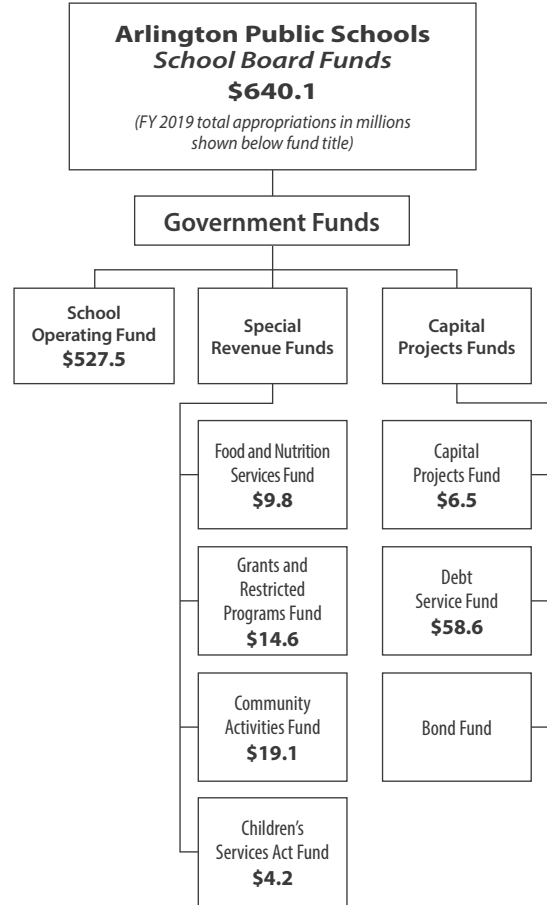 Arlington Public Schools
School Board Funds
$640.1
(FY 2019 total appropriations in millions
shown below fund title)
Government Funds
School
Operating Fund
$527.5
Special
Revenue Funds
Capital
Projects Funds
Food and Nutrition
Services Fund
$9.8
Grants and
Restricted
Programs Fund
$14.6
Community
Activities Fund
$19.1
Children's
Services Act Fund
$4.2
Capital
Projects Fund
$6.5
Debt
Service Fund
$58.6
Bond Fund